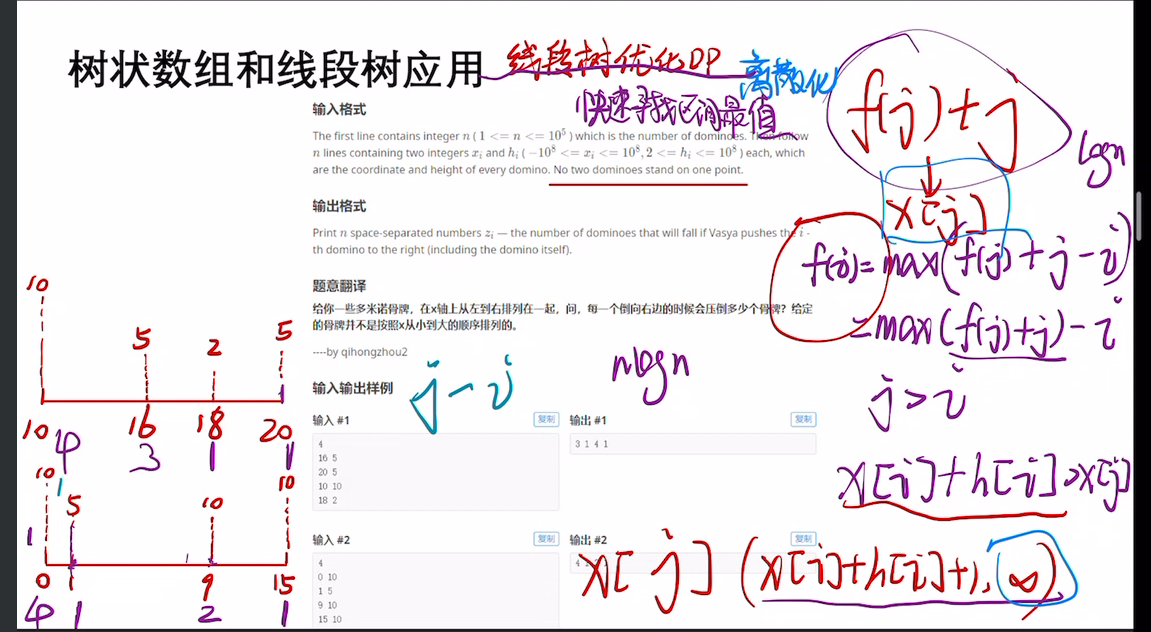 树状数组和线段树应用
线段树优化DP
离散化
快速寻找区间最值
输入格式
The first line contains integer n ( 1 <= n <= 10^5 ) which is the number of dominoes. Then follow
n lines containing two integers x_i and h_i ( −10^8 <= x_i <= 10^8, 2 <= h_i <= 10^8 ) each, which
are the coordinate and height of every domino. No two dominoes stand on one point.
输出格式
Print n space-separated numbers z_i — the number of dominoes that will fall if Vasya pushes the i -
th domino to the right (including the domino itself).
题意翻译
给你一些多米诺骨牌，在x轴上从左到右排列在一起，问，每一个倒向右边的时候会压倒多少个骨牌？给定
的骨牌并不是按照x从小到大的顺序排列的。
----by qihongzhou2
输入输出样例
输入 #1
复制
4
16 5
20 5
10 10
18 2
输出 #1
复制
3 1 4 1
输入 #2
复制
4
0 10
1 5
9 10
15 10
输出 #2
复制
f(j)+j
lgn
x[j]
f(i)=max(f(j)+j-i)
=max(f(j)+j)-i
j>i
x[i]+h[i]>x[j]
x[j] (x[i]+h[i]+1,∞)
j-i
nlgn
10 5 2 5
10 16 18 20
4 3 1 1
10 5 10 10
1
1
0 1 9 15
4 1 2 1